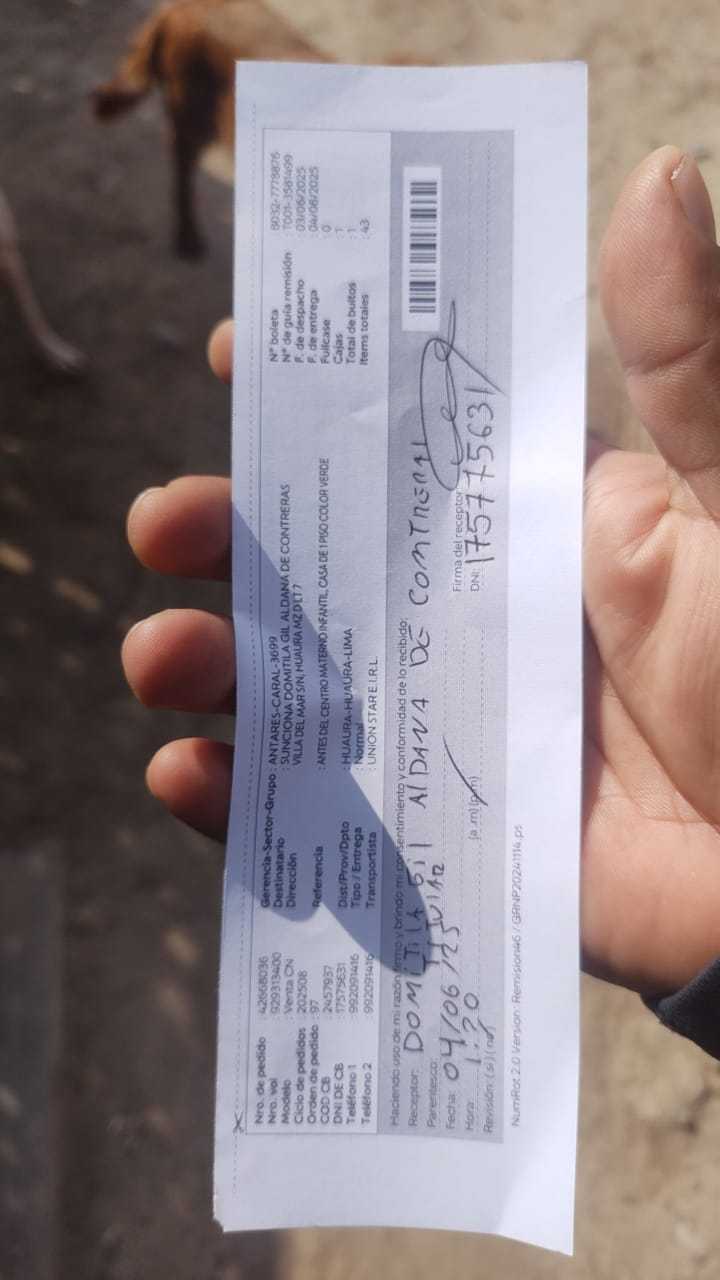 Nro. de pedido : 42668036
Nro. vol : 929313400
Modelo : Venta CN
Ciclo de pedidos : 202508
Orden de pedido : 97
COD CB : 2457937
DNI DE CB : 17575631
Teléfono 1 : 992091416
Teléfono 2 : 992091416
Gerencia-Sector-Grupo : ANTARES-CARAL-3699
Destinatario : SUNCIONA DOMITILA GIL ALDANA DE CONTRERAS
Dirección VILLA DEL MAR S/N, HUAURA MZ D LT 7
Referencia : ANTES DEL CENTRO MATERNO INFANTIL, CASA DE 1 PISO COLOR VERDE
Dist/Prov/Dpto : HUAURA-HUAURA-LIMA
Tipo / Entrega : Normal
Transportista : UNION STAR E.I.R.L.
N° boleta : B032-7778876
N° de guía remisión : T001-3581499
F. de despacho : 03/06/2025
F. de entrega : 04/06/2025
Fullcase : 0
Cajas : 1
Total de bultos : 1
Items totales : 43
Haciendo uso de mi razón firmo y brindo mi consentimiento y conformidad de lo recibido:
Receptor: DOMITILA Gil AlDANA DE CONTRERAS
Parentesco: TITULAR
Fecha: 04/06/25
Hora: 1:20 (a.m) (p.m)
Revisión: (si) (no)
Firma del receptor
DNI: 17577563 1
NumRot 2.0 Version: Remision46 / GRNP20241114.ps